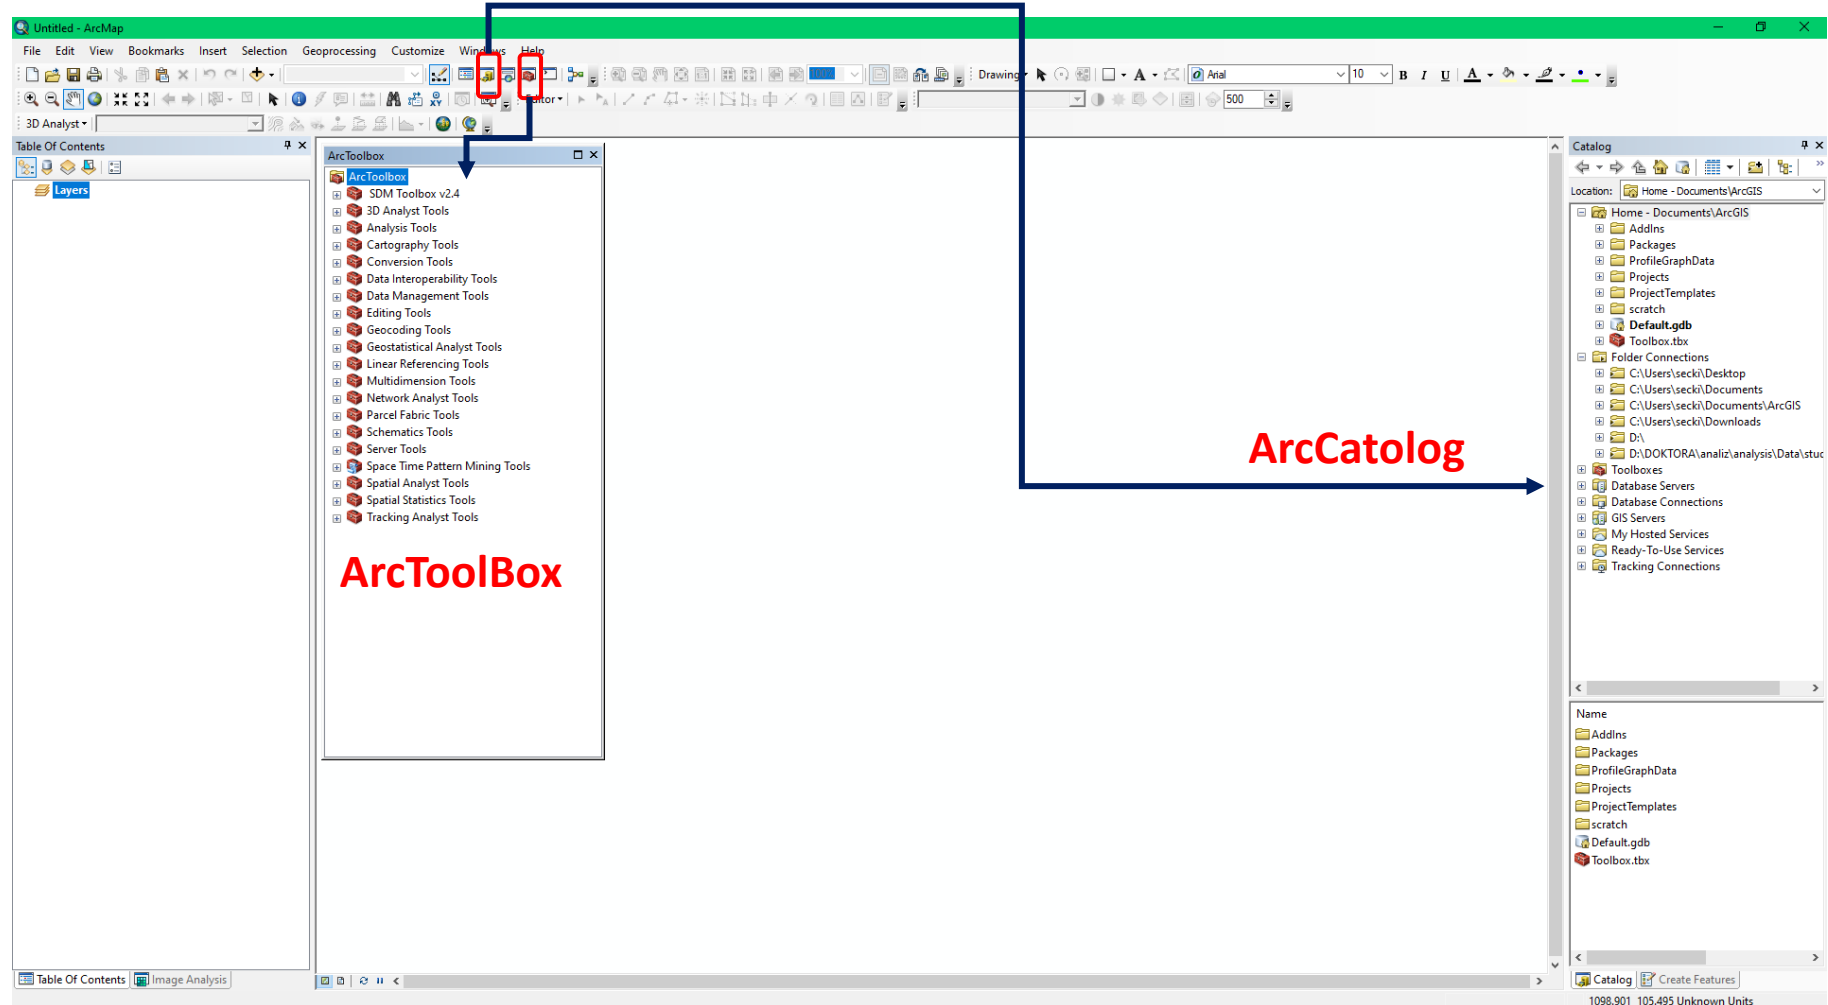 Untitled - ArcMap
File Edit View Bookmarks Insert Selection Geoprocessing Customize Windows Help
Drawing A Arial 10 B I U A
Editor 500
3D Analyst
Table Of Contents
Layers
ArcToolbox
ArcToolbox
SDM Toolbox v2.4
3D Analyst Tools
Analysis Tools
Cartography Tools
Conversion Tools
Data Interoperability Tools
Data Management Tools
Editing Tools
Geocoding Tools
Geostatistical Analyst Tools
Linear Referencing Tools
Multidimension Tools
Network Analyst Tools
Parcel Fabric Tools
Schematics Tools
Server Tools
Space Time Pattern Mining Tools
Spatial Analyst Tools
Spatial Statistics Tools
Tracking Analyst Tools
ArcToolBox
ArcCatolog
Catalog
Location: Home - Documents\ArcGIS
Home - Documents\ArcGIS
AddIns
Packages
ProfileGraphData
Projects
ProjectTemplates
scratch
Default.gdb
Toolbox.tbx
Folder Connections
C:\Users\secki\Desktop
C:\Users\secki\Documents
C:\Users\secki\Documents\ArcGIS
C:\Users\secki\Downloads
D:\
D:\DOKTORA\analiz\analysis\Data\stuc
Toolboxes
Database Servers
Database Connections
GIS Servers
My Hosted Services
Ready-To-Use Services
Tracking Connections
Name
AddIns
Packages
ProfileGraphData
Projects
ProjectTemplates
scratch
Default.gdb
Toolbox.tbx
Table Of Contents Image Analysis
Catalog Create Features
1098,901 105,495 Unknown Units